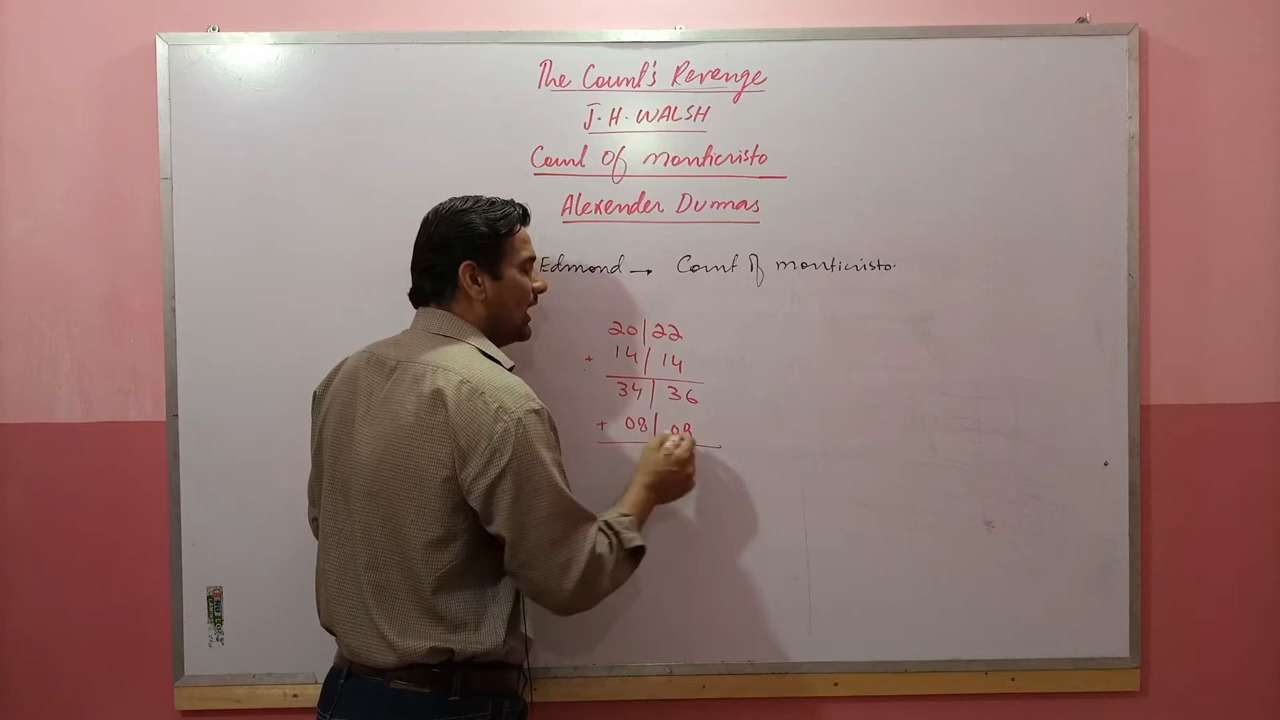 The Count's Revenge
J. H. WALSH
Count Of monticristo
Alexender Dumas
Edmond → Count Of monticristo.
20|22
+ 14|14
34|36
+ 08|09